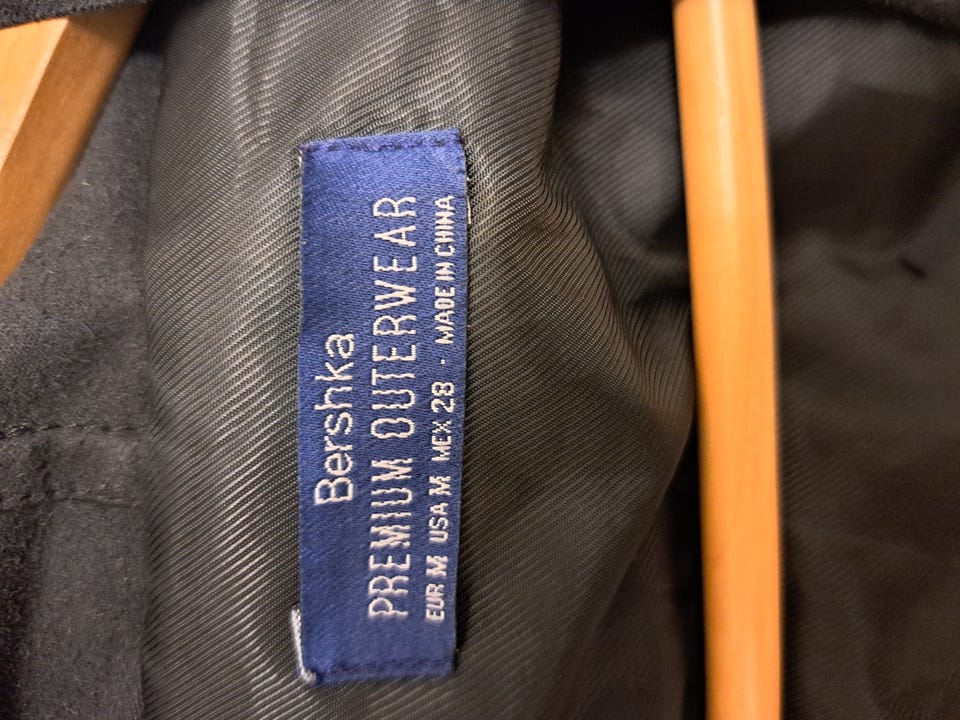 Bershka
PREMIUM OUTERWEAR
EUR M USA M MEX 28 · MADE IN CHINA